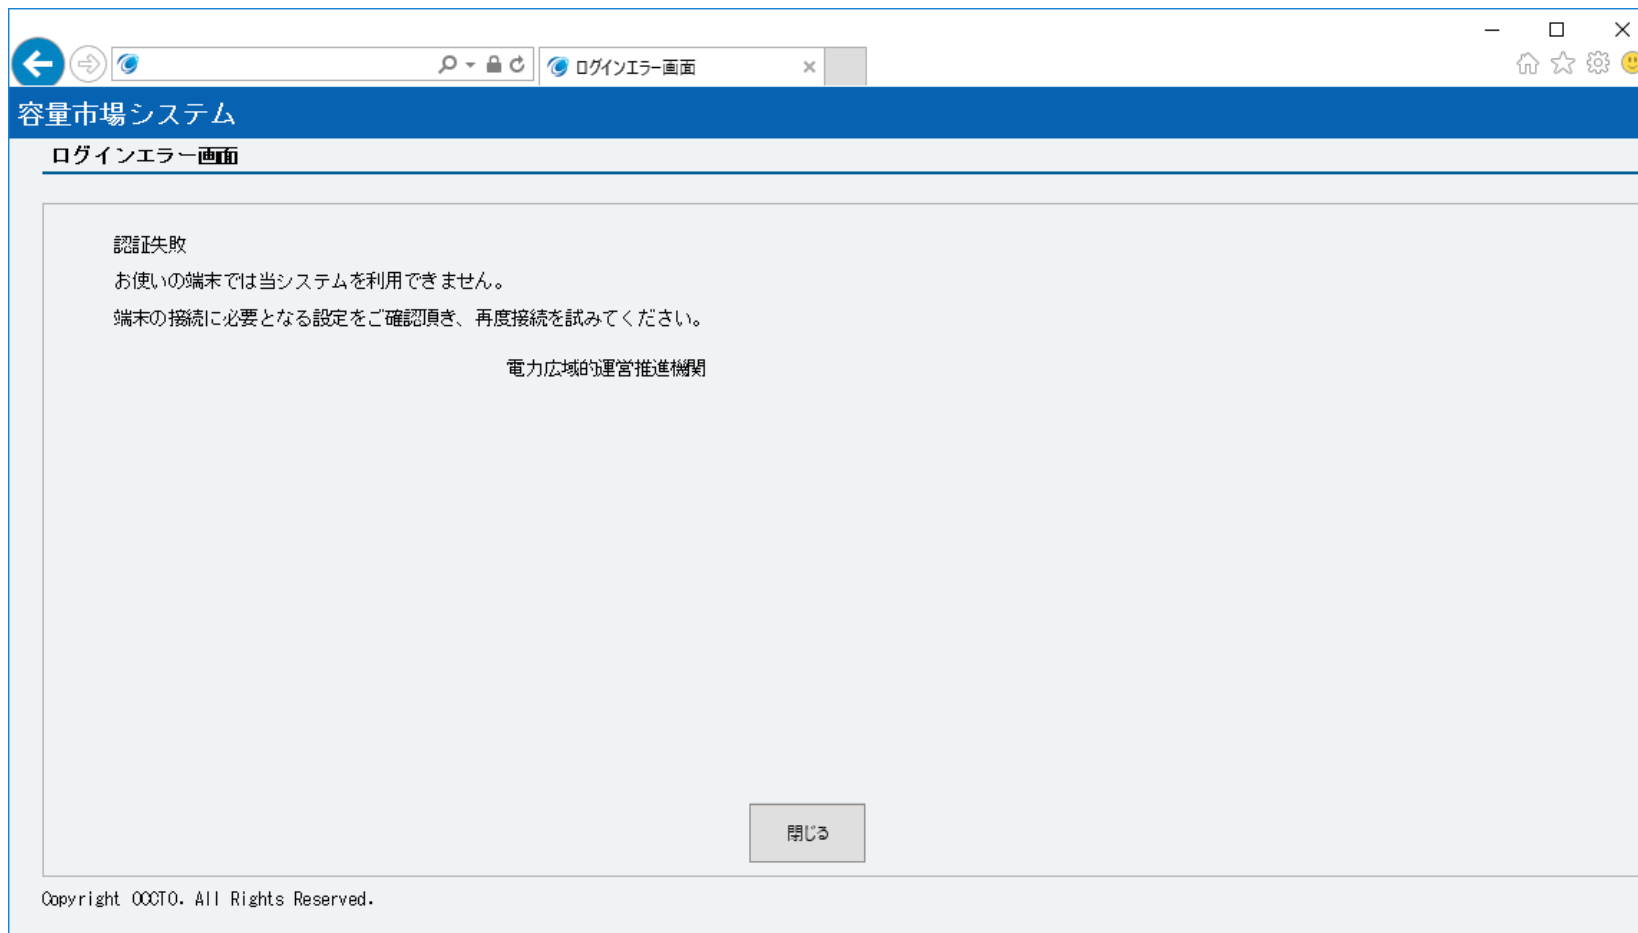 ログインエラー画面
容量市場システム
ログインエラー画面
認証失敗
お使いの端末では当システムを利用できません。
端末の接続に必要となる設定をご確認頂き、再度接続を試みてください。
電力広域的運営推進機関
閉じる
Copyright OCCTO. All Rights Reserved.